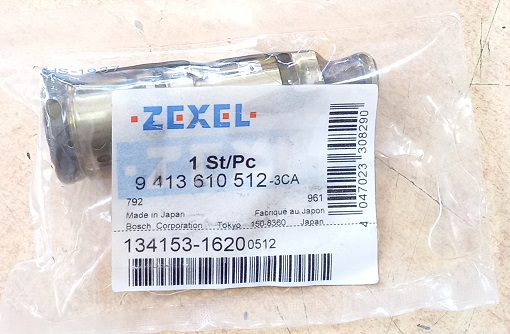 ZEXEL
1 St/Pc
9 413 610 512-3CA
792 961
Made in Japan Fabriqué au Japon
Bosch Corporation Tokyo 150-8360 Japan
134153-1620 0512
4 047023 308290